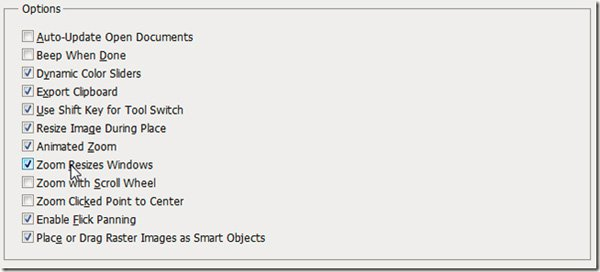 Options
Auto-Update Open Documents
Beep When Done
Dynamic Color Sliders
Export Clipboard
Use Shift Key for Tool Switch
Resize Image During Place
Animated Zoom
Zoom Resizes Windows
Zoom with Scroll Wheel
Zoom Clicked Point to Center
Enable Flick Panning
Place or Drag Raster Images as Smart Objects